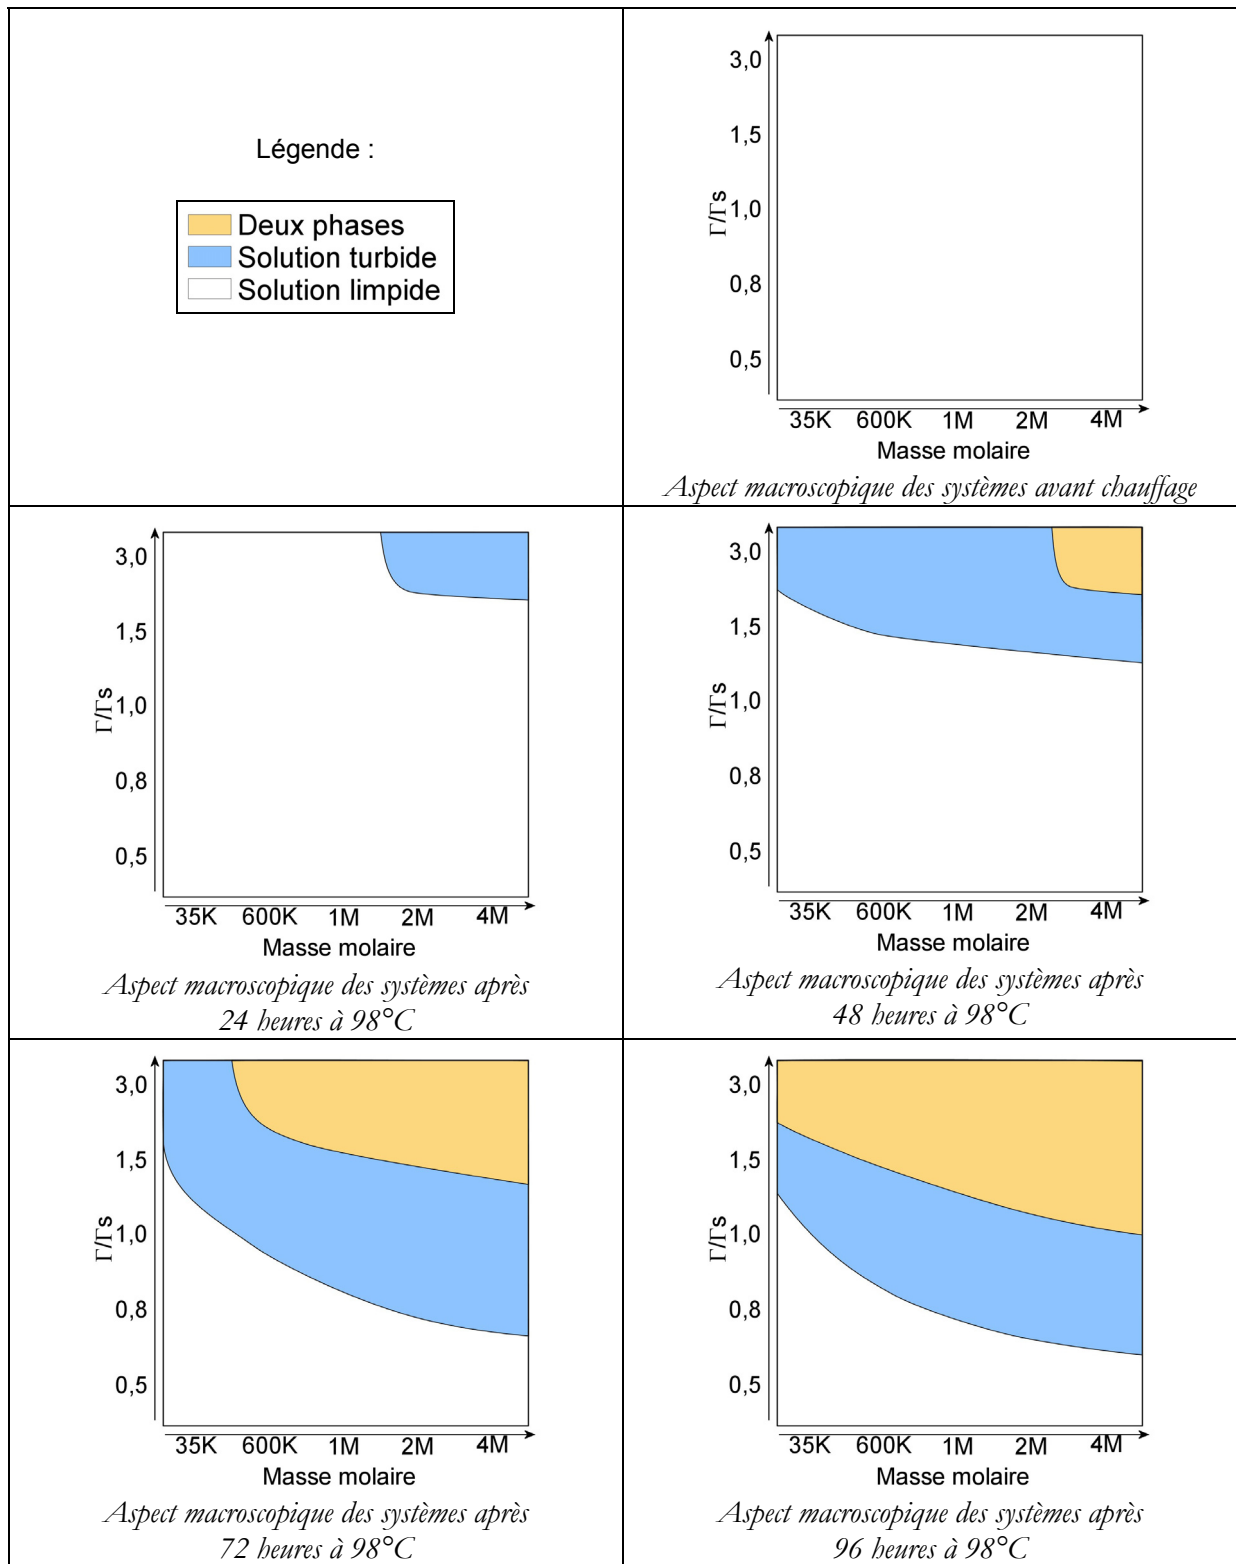 Légende :
Deux phases
Solution turbide
Solution limpide
3,0
1,5
Γ/Γs
1,0
0,8
0,5
35K 600K 1M 2M 4M
Masse molaire
Aspect macroscopique des systèmes avant chauffage
3,0
1,5
Γ/Γs
1,0
0,8
0,5
35K 600K 1M 2M 4M
Masse molaire
Aspect macroscopique des systèmes après
24 heures à 98°C
3,0
1,5
Γ/Γs
1,0
0,8
0,5
35K 600K 1M 2M 4M
Masse molaire
Aspect macroscopique des systèmes après
48 heures à 98°C
3,0
1,5
Γ/Γs
1,0
0,8
0,5
35K 600K 1M 2M 4M
Masse molaire
Aspect macroscopique des systèmes après
72 heures à 98°C
3,0
1,5
Γ/Γs
1,0
0,8
0,5
35K 600K 1M 2M 4M
Masse molaire
Aspect macroscopique des systèmes après
96 heures à 98°C